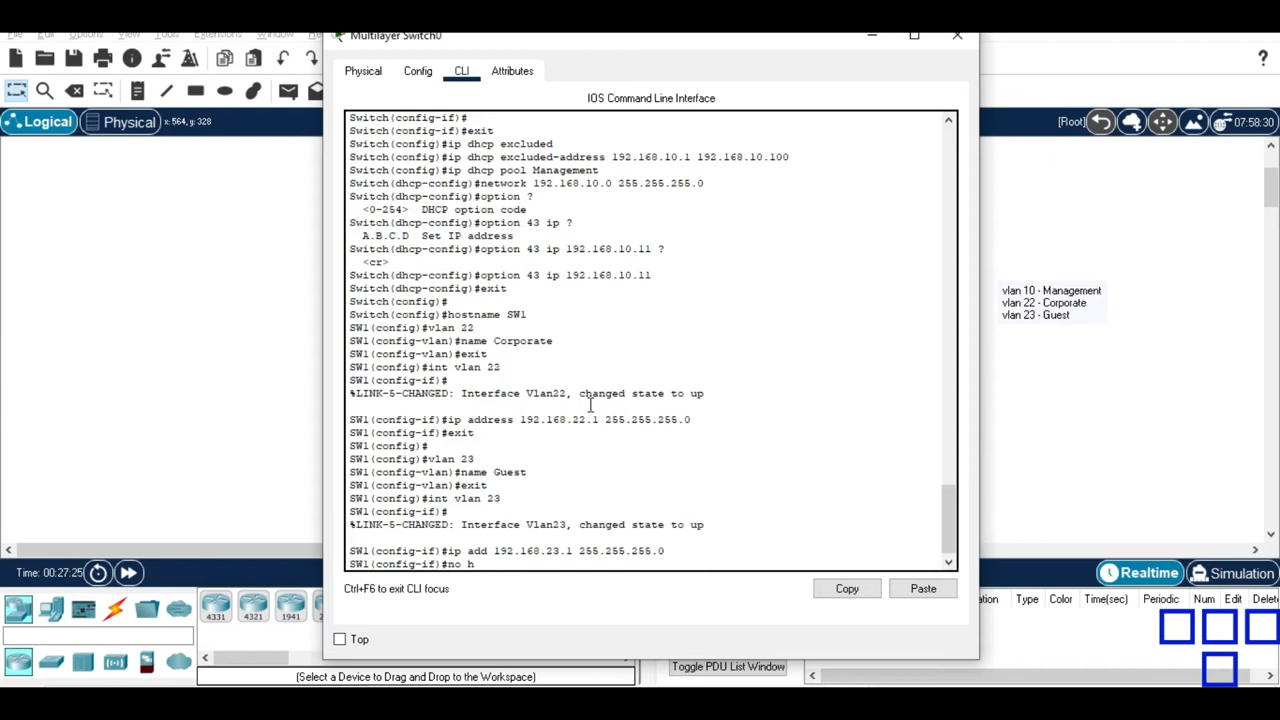 File Edit Options View Tools Extensions Window
Multilayer Switch0
Physical Config CLI Attributes
IOS Command Line Interface
Logical
Physical x: 564, y: 328
[Root]
07:58:30
Switch(config-if)#
Switch(config-if)#exit
Switch(config)#ip dhcp excluded
Switch(config)#ip dhcp excluded-address 192.168.10.1 192.168.10.100
Switch(config)#ip dhcp pool Management
Switch(dhcp-config)#network 192.168.10.0 255.255.255.0
Switch(dhcp-config)#option ?
<0-254> DHCP option code
Switch(dhcp-config)#option 43 ip ?
A.B.C.D Set IP address
Switch(dhcp-config)#option 43 ip 192.168.10.11 ?
<cr>
Switch(dhcp-config)#option 43 ip 192.168.10.11
Switch(dhcp-config)#exit
Switch(config)#
Switch(config)#hostname SW1
SW1(config)#vlan 22
SW1(config-vlan)#name Corporate
SW1(config-vlan)#exit
SW1(config)#int vlan 22
SW1(config-if)#
%LINK-5-CHANGED: Interface Vlan22, changed state to up
SW1(config-if)#ip address 192.168.22.1 255.255.255.0
SW1(config-if)#exit
SW1(config)#
SW1(config)#vlan 23
SW1(config-vlan)#name Guest
SW1(config-vlan)#exit
SW1(config)#int vlan 23
SW1(config-if)#
%LINK-5-CHANGED: Interface Vlan23, changed state to up
SW1(config-if)#ip add 192.168.23.1 255.255.255.0
SW1(config-if)#no h
vlan 10 - Management
vlan 22 - Corporate
vlan 23 - Guest
Ctrl+F6 to exit CLI focus
Copy
Paste
Top
Time: 00:27:25
Realtime
Simulation
4331 4321 1941
Type Color Time(sec) Periodic Num Edit Delete
(Select a Device to Drag and Drop to the Workspace)
Toggle PDU List Window